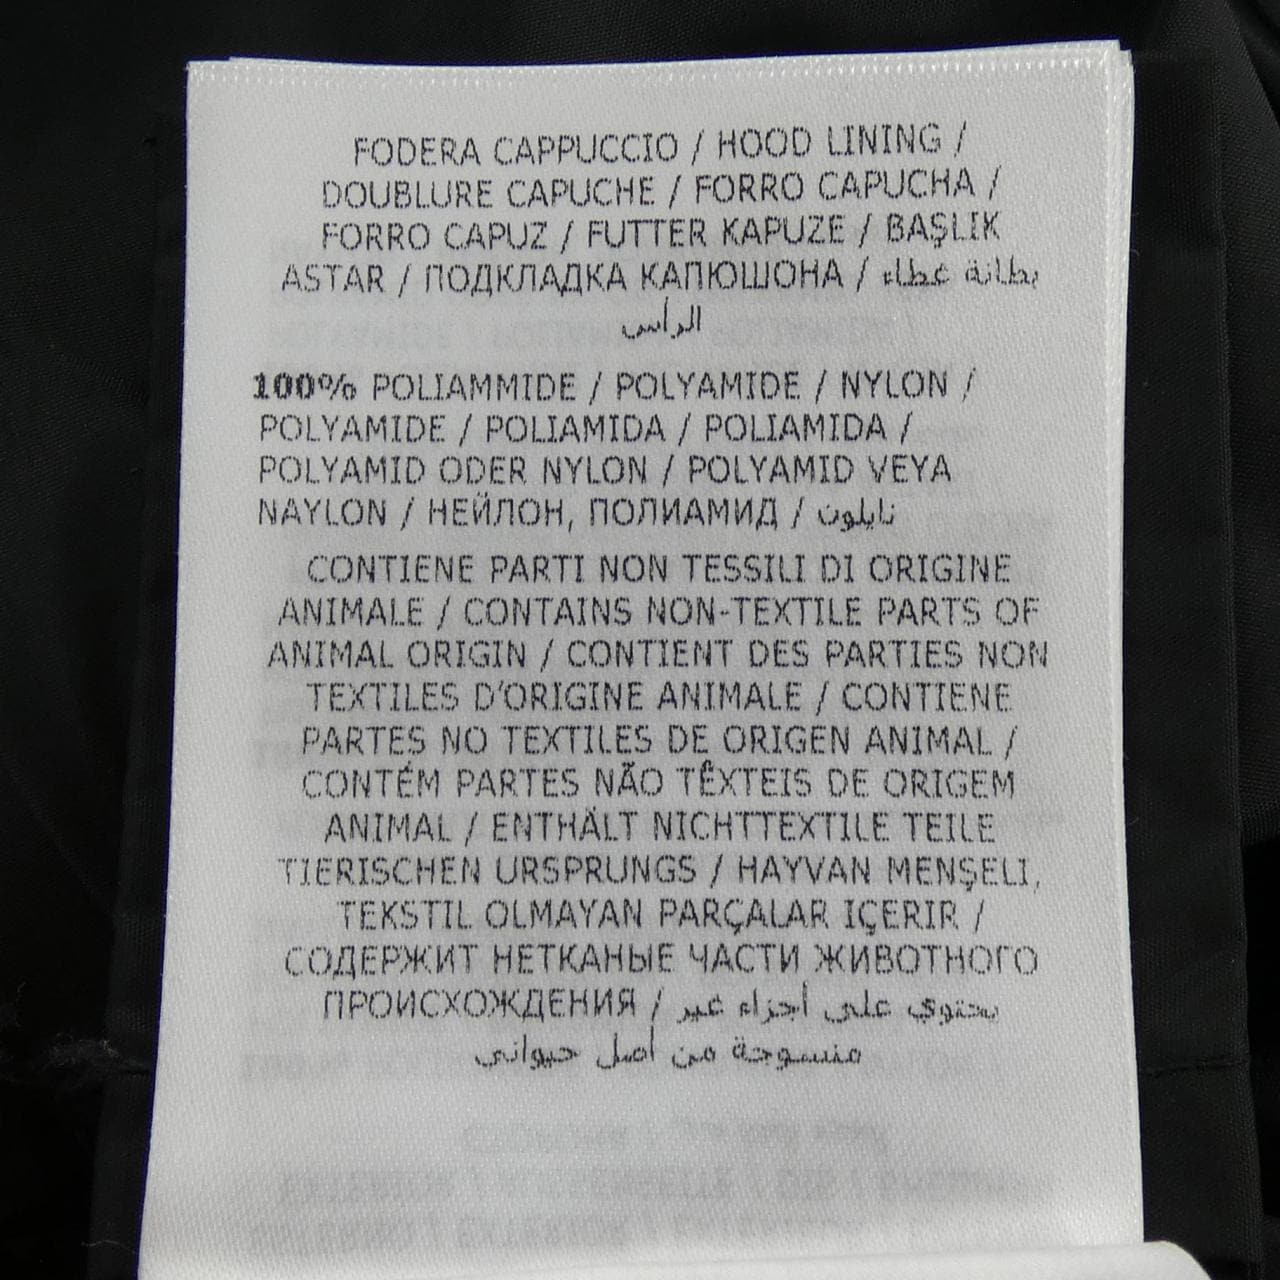 FODERA CAPPUCCIO / HOOD LINING /
DOUBLURE CAPUCHE / FORRO CAPUCHA /
FORRO CAPUZ / FUTTER KAPUZE / BAŞLIK
ASTAR / ПОДКЛАДКА КАПЮШОНА / بطانة غطاء
الرأس
100% POLIAMMIDE / POLYAMIDE / NYLON /
POLYAMIDE / POLIAMIDA / POLIAMIDA /
POLYAMID ODER NYLON / POLYAMID VEYA
NAYLON / НЕЙЛОН, ПОЛИАМИД / نايلون
CONTIENE PARTI NON TESSILI DI ORIGINE
ANIMALE / CONTAINS NON-TEXTILE PARTS OF
ANIMAL ORIGIN / CONTIENT DES PARTIES NON
TEXTILES D'ORIGINE ANIMALE / CONTIENE
PARTES NO TEXTILES DE ORIGEN ANIMAL /
CONTÉM PARTES NÃO TÊXTEIS DE ORIGEM
ANIMAL / ENTHÄLT NICHTTEXTILE TEILE
TIERISCHEN URSPRUNGS / HAYVAN MENŞELI,
TEKSTIL OLMAYAN PARÇALAR IÇERIR /
СОДЕРЖИТ НЕТКАНЫЕ ЧАСТИ ЖИВОТНОГО
ПРОИСХОЖДЕНИЯ / يحتوي على أجزاء غير
منسوجة من أصل حيواني